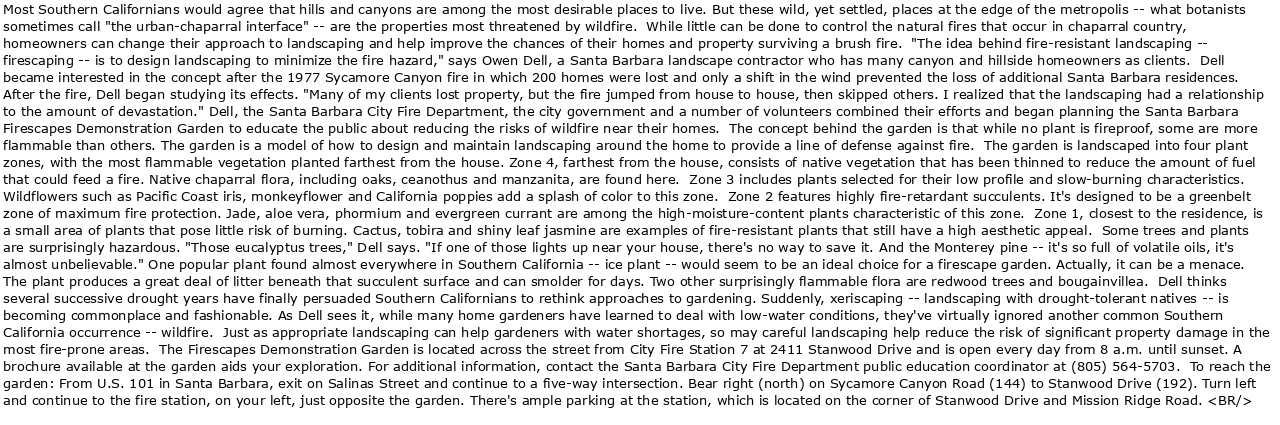 Most Southern Californians would agree that hills and canyons are among the most desirable places to live. But these wild, yet settled, places at the edge of the metropolis -- what botanists
sometimes call "the urban-chaparral interface" -- are the properties most threatened by wildfire.  While little can be done to control the natural fires that occur in chaparral country,
homeowners can change their approach to landscaping and help improve the chances of their homes and property surviving a brush fire.  "The idea behind fire-resistant landscaping --
firescaping -- is to design landscaping to minimize the fire hazard," says Owen Dell, a Santa Barbara landscape contractor who has many canyon and hillside homeowners as clients.  Dell
became interested in the concept after the 1977 Sycamore Canyon fire in which 200 homes were lost and only a shift in the wind prevented the loss of additional Santa Barbara residences.
After the fire, Dell began studying its effects. "Many of my clients lost property, but the fire jumped from house to house, then skipped others. I realized that the landscaping had a relationship
to the amount of devastation." Dell, the Santa Barbara City Fire Department, the city government and a number of volunteers combined their efforts and began planning the Santa Barbara
Firescapes Demonstration Garden to educate the public about reducing the risks of wildfire near their homes.  The concept behind the garden is that while no plant is fireproof, some are more
flammable than others. The garden is a model of how to design and maintain landscaping around the home to provide a line of defense against fire.  The garden is landscaped into four plant
zones, with the most flammable vegetation planted farthest from the house. Zone 4, farthest from the house, consists of native vegetation that has been thinned to reduce the amount of fuel
that could feed a fire. Native chaparral flora, including oaks, ceanothus and manzanita, are found here.  Zone 3 includes plants selected for their low profile and slow-burning characteristics.
Wildflowers such as Pacific Coast iris, monkeyflower and California poppies add a splash of color to this zone.  Zone 2 features highly fire-retardant succulents. It's designed to be a greenbelt
zone of maximum fire protection. Jade, aloe vera, phormium and evergreen currant are among the high-moisture-content plants characteristic of this zone.  Zone 1, closest to the residence, is
a small area of plants that pose little risk of burning. Cactus, tobira and shiny leaf jasmine are examples of fire-resistant plants that still have a high aesthetic appeal.  Some trees and plants
are surprisingly hazardous. "Those eucalyptus trees," Dell says. "If one of those lights up near your house, there's no way to save it. And the Monterey pine -- it's so full of volatile oils, it's
almost unbelievable." One popular plant found almost everywhere in Southern California -- ice plant -- would seem to be an ideal choice for a firescape garden. Actually, it can be a menace.
The plant produces a great deal of litter beneath that succulent surface and can smolder for days. Two other surprisingly flammable flora are redwood trees and bougainvillea.  Dell thinks
several successive drought years have finally persuaded Southern Californians to rethink approaches to gardening. Suddenly, xeriscaping -- landscaping with drought-tolerant natives -- is
becoming commonplace and fashionable. As Dell sees it, while many home gardeners have learned to deal with low-water conditions, they've virtually ignored another common Southern
California occurrence -- wildfire.  Just as appropriate landscaping can help gardeners with water shortages, so may careful landscaping help reduce the risk of significant property damage in the
most fire-prone areas.  The Firescapes Demonstration Garden is located across the street from City Fire Station 7 at 2411 Stanwood Drive and is open every day from 8 a.m. until sunset. A
brochure available at the garden aids your exploration. For additional information, contact the Santa Barbara City Fire Department public education coordinator at (805) 564-5703.  To reach the
garden: From U.S. 101 in Santa Barbara, exit on Salinas Street and continue to a five-way intersection. Bear right (north) on Sycamore Canyon Road (144) to Stanwood Drive (192). Turn left
and continue to the fire station, on your left, just opposite the garden. There's ample parking at the station, which is located on the corner of Stanwood Drive and Mission Ridge Road. <BR/>